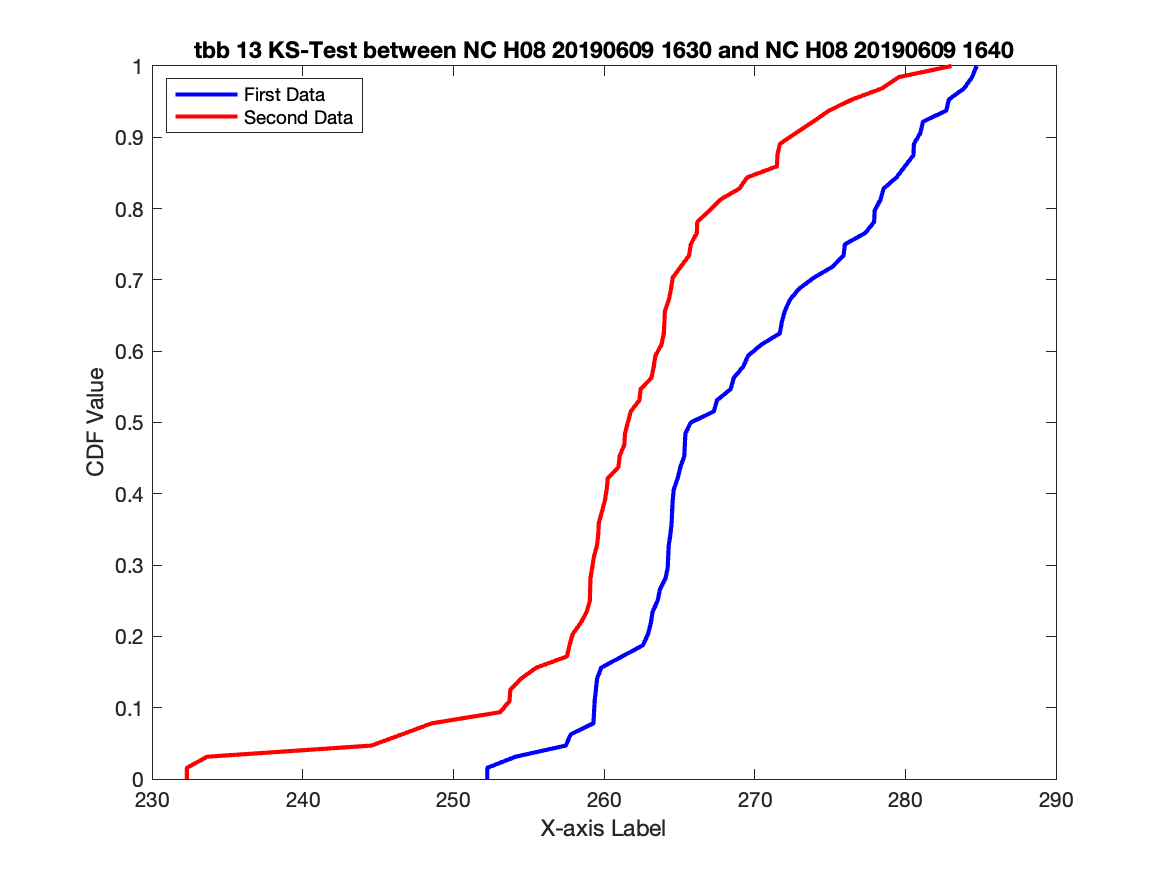 tbb 13 KS-Test between NC H08 20190609 1630 and NC H08 20190609 1640
First Data
Second Data
1
0.9
0.8
0.7
0.6
0.5
0.4
0.3
0.2
0.1
0
CDF Value
230 240 250 260 270 280 290
X-axis Label